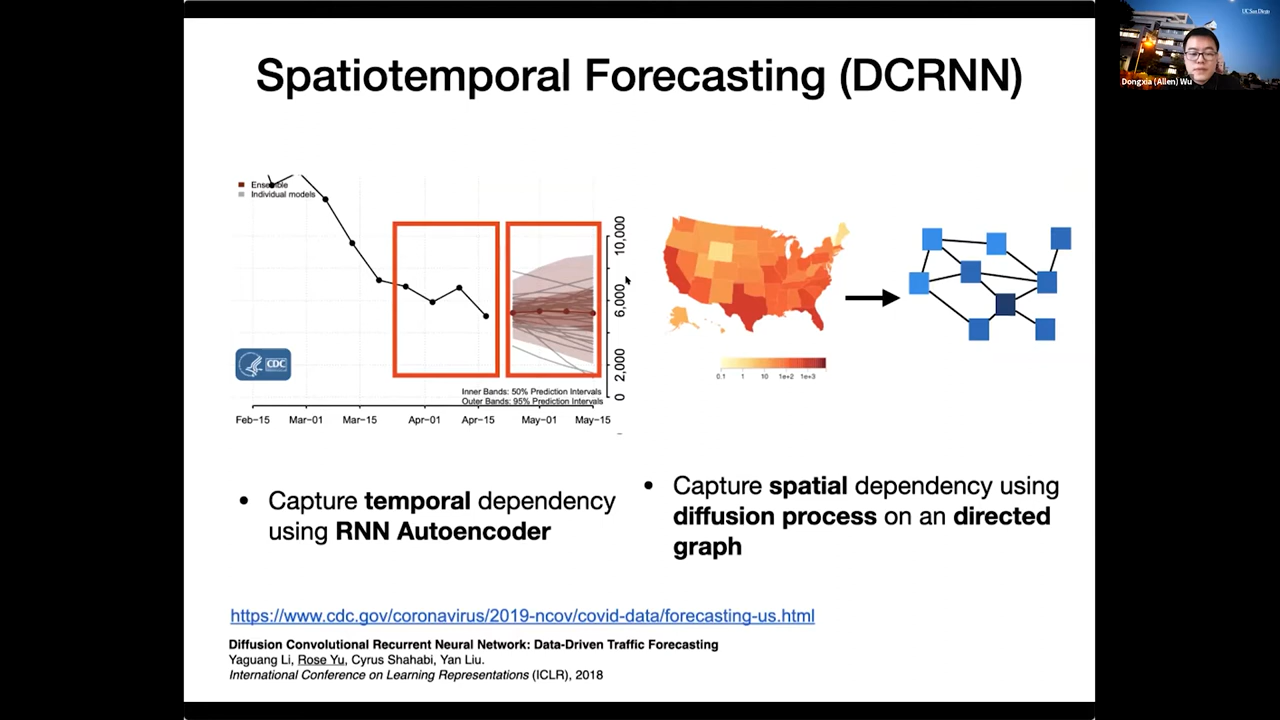 Spatiotemporal Forecasting (DCRNN)
UC San Diego
Dongxia (Allen) Wu
Ensemble
Individual models
10,000
6,000
2,000
0
CDC
Inner Bands: 50% Prediction Intervals
Outer Bands: 95% Prediction Intervals
Feb-15 Mar-01 Mar-15 Apr-01 Apr-15 May-01 May-15
0.1 1 10 1e+2 1e+3
• Capture temporal dependency
using RNN Autoencoder
• Capture spatial dependency using
diffusion process on an directed
graph
https://www.cdc.gov/coronavirus/2019-ncov/covid-data/forecasting-us.html
Diffusion Convolutional Recurrent Neural Network: Data-Driven Traffic Forecasting
Yaguang Li, Rose Yu, Cyrus Shahabi, Yan Liu.
International Conference on Learning Representations (ICLR), 2018